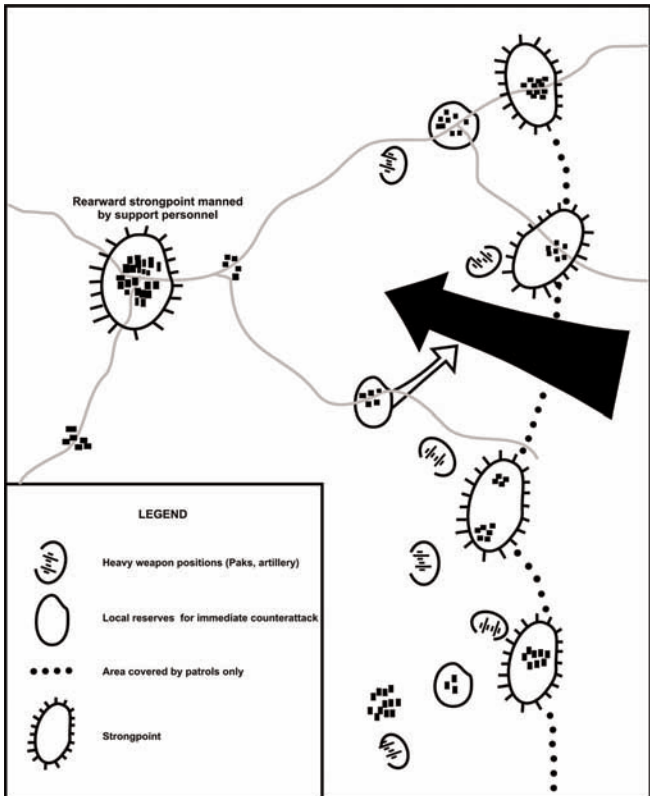 Rearward strongpoint manned
by support personnel
LEGEND
Heavy weapon positions (Paks, artillery)
Local reserves for immediate counterattack
Area covered by patrols only
Strongpoint